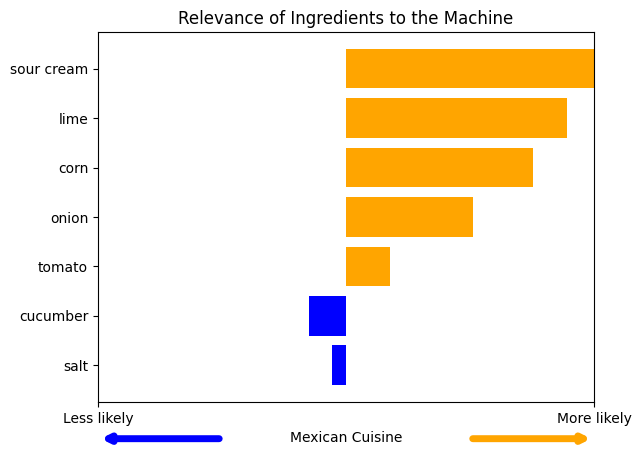 Relevance of Ingredients to the Machine
sour cream
lime
corn
onion
tomato
cucumber
salt
Less likely
More likely
Mexican Cuisine